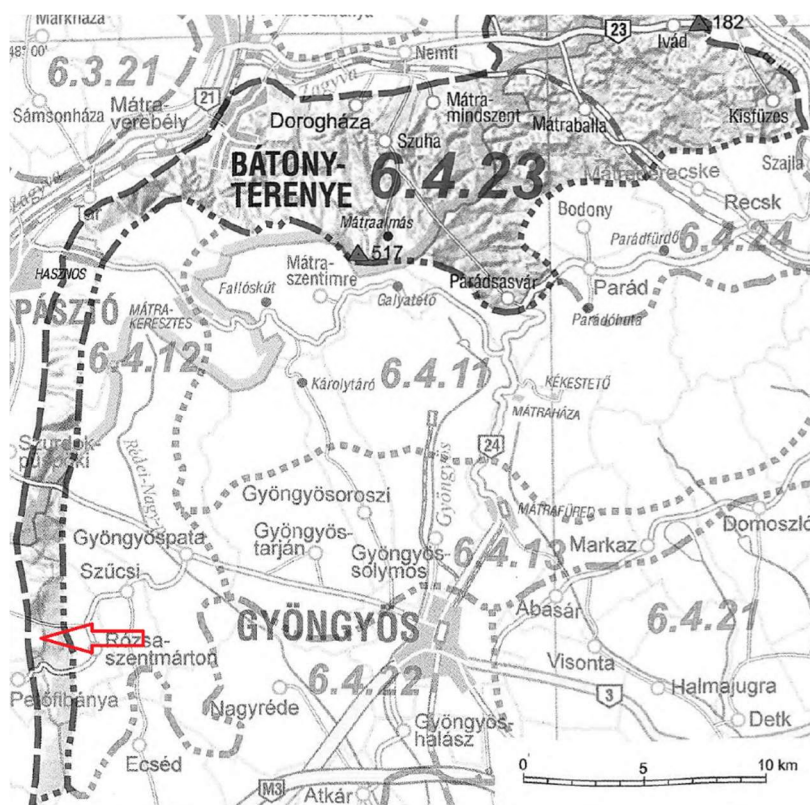 Márkháza
182
23
Ivád
48° 00'
Nemti
6.3.21
Zagyva
21
Sámsonháza
Mátra-
verebély
Dorogháza
Mátra-
mindszent
Mátraballa
Kisfüzes
Szuha
BÁTONY-
TERENYE
6.4.23
Szajla
Recsk
Zagyva
Tar
Bodony
Mátraalmás
Parádfürdő
6.4.24
517
HASZNOS
Mátra-
szentimre
Fallóskút
Galyatető
Parádsasvár
Parád
Parádóhuta
PÁSZTÓ
MÁTRA-
KERESZTES
6.4.12
Károlytáró
6.4.11
KÉKESTETŐ
MÁTRAHÁZA
24
Szurdok-
püspöki
Gyöngyös
Gyöngyösoroszi
MÁTRAFÜRED
Domoszló
Gyöngyöspata
Gyöngyös-
tarján
Gyöngyös-
solymos
6.4.13
Markaz
Szűcsi
Abasár
GYÖNGYÖS
6.4.21
Rózsa-
szentmárton
Visonta
Petőfibánya
6.4.22
Halmajugra
Nagyréde
3
Detk
Gyöngyös-
halász
Ecséd
M3
Atkár
0 5 10 km